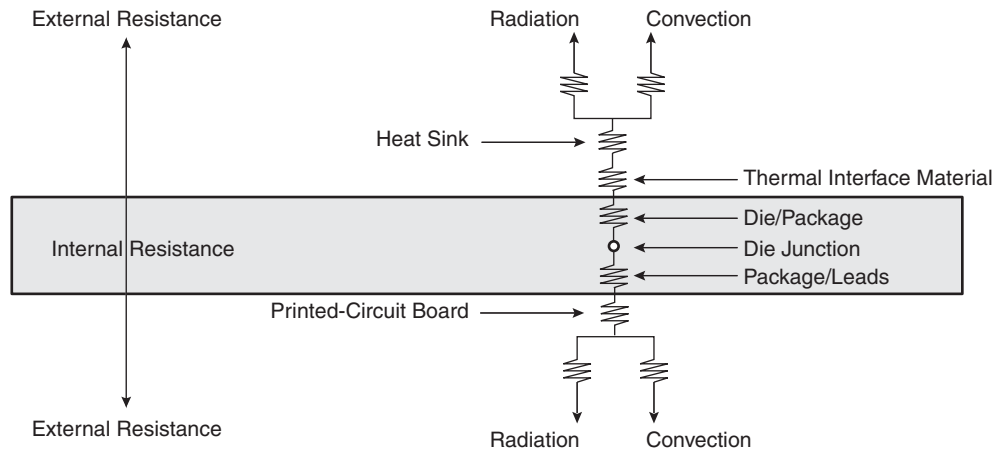 External Resistance
Radiation
Convection
Heat Sink
Thermal Interface Material
Die/Package
Internal Resistance
Die Junction
Package/Leads
Printed-Circuit Board
External Resistance
Radiation
Convection